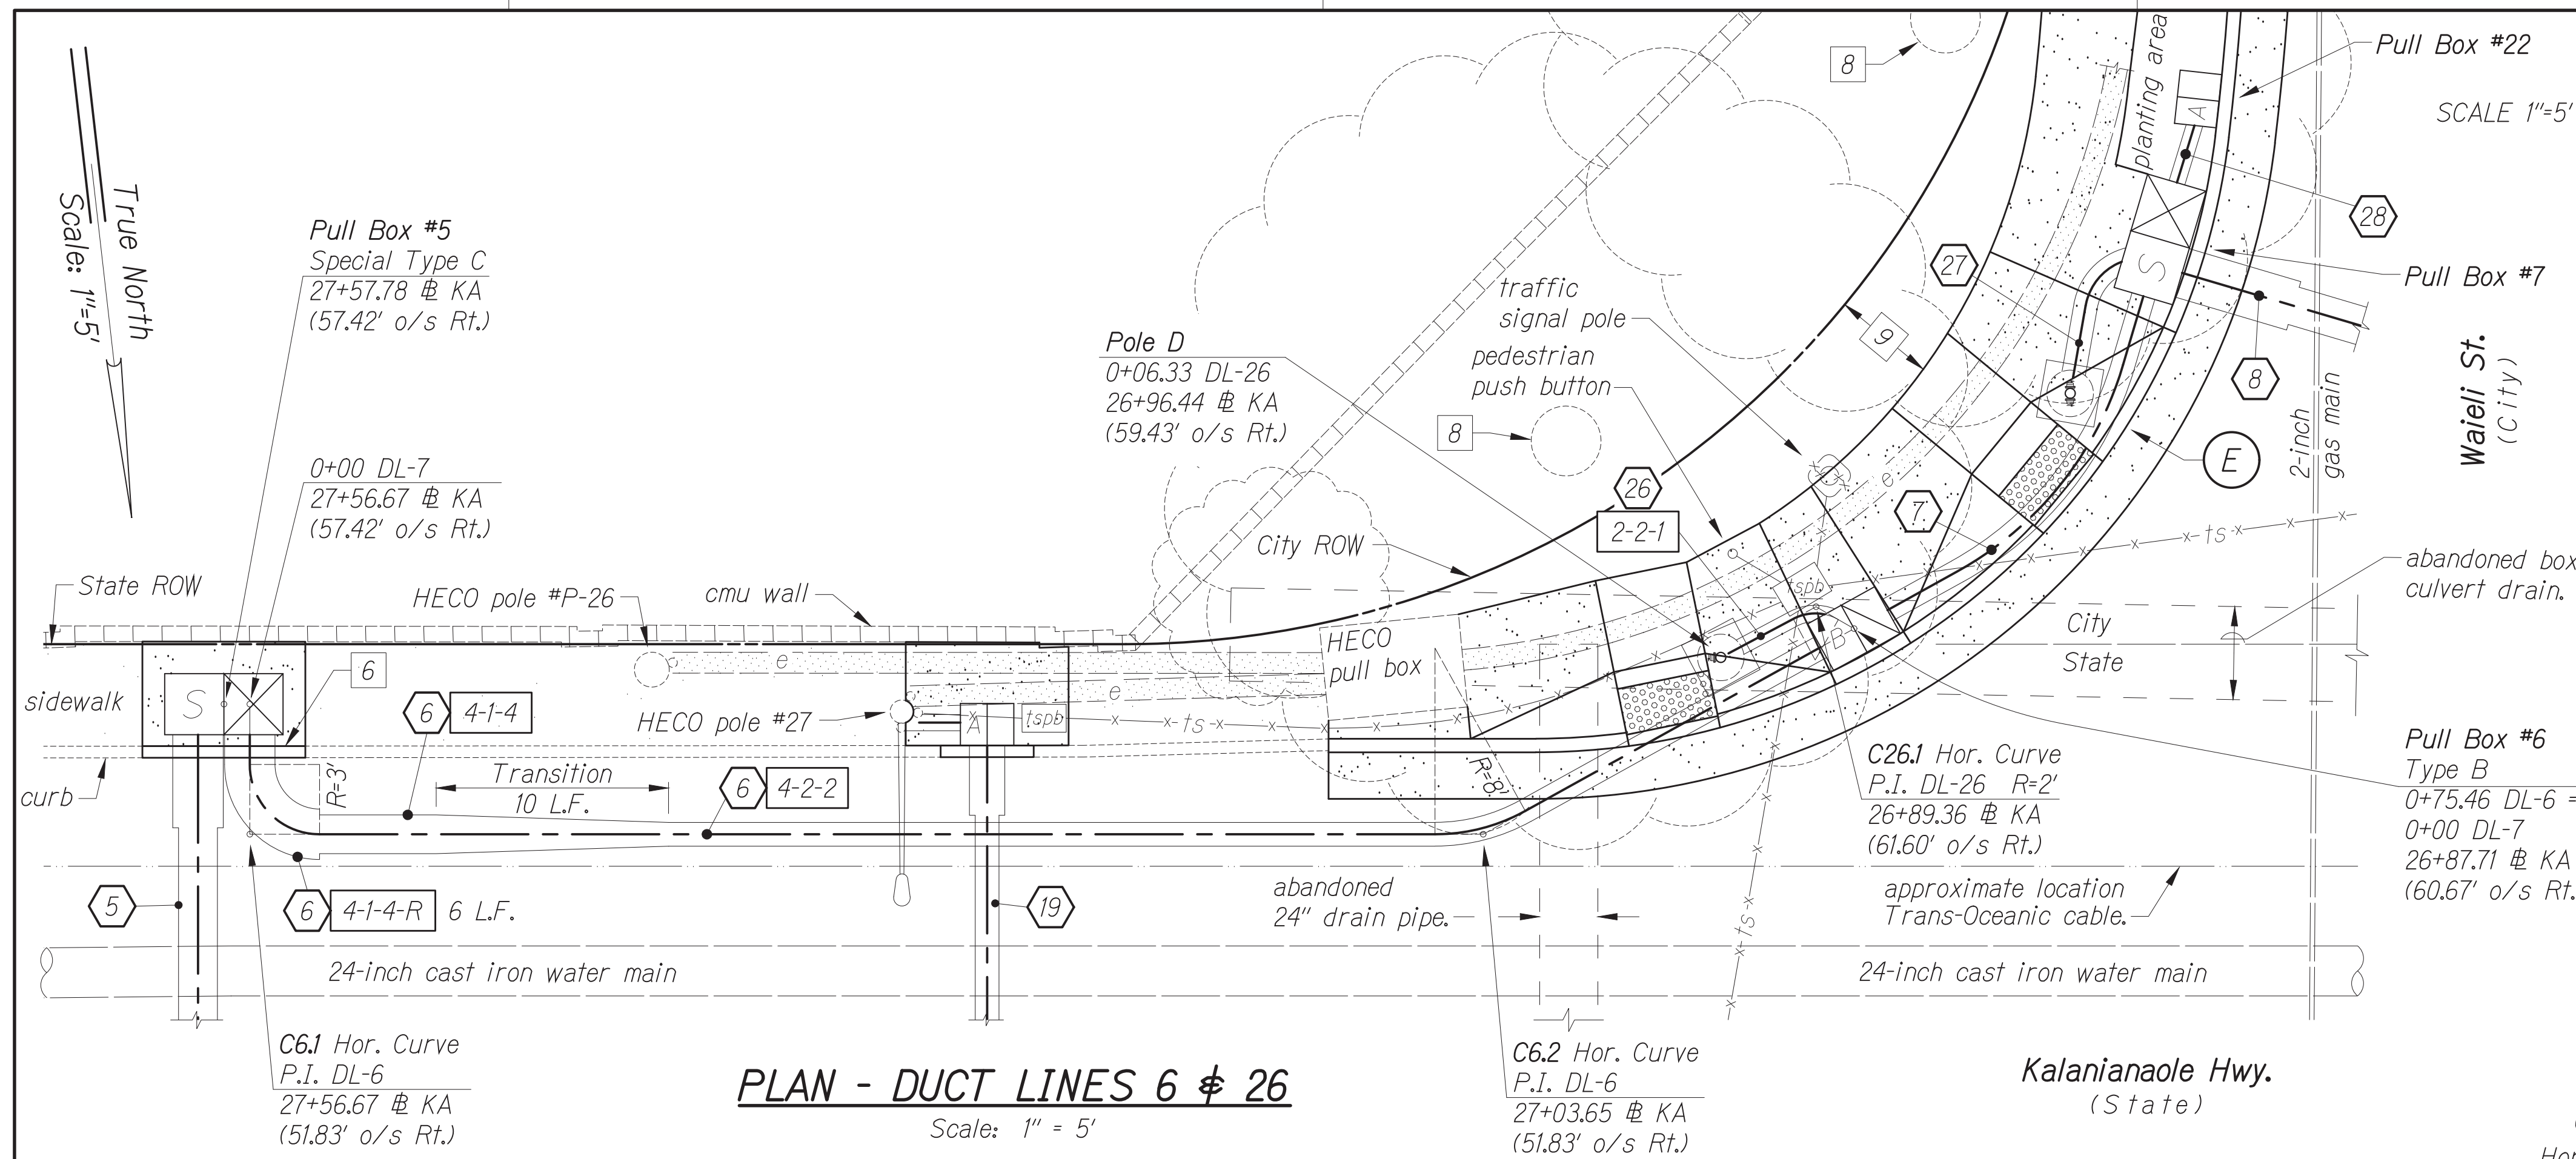 True North
Scale: 1"=5'
Pull Box #5
Special Type C
27+57.78 ℄ KA
(57.42' o/s Rt.)
0+00 DL-7
27+56.67 ℄ KA
(57.42' o/s Rt.)
State ROW
HECO pole #P-26
cmu wall
sidewalk
S
6
6
4-1-4
HECO pole #27
e
e
A
tspb
ts
curb
R=3'
Transition
10 L.F.
6
4-2-2
5
6
4-1-4-R
6 L.F.
19
24-inch cast iron water main
C6.1 Hor. Curve
P.I. DL-6
27+56.67 ℄ KA
(51.83' o/s Rt.)
PLAN - DUCT LINES 6 & 26
Scale: 1" = 5'
Pole D
0+06.33 DL-26
26+96.44 ℄ KA
(59.43' o/s Rt.)
traffic
signal pole
pedestrian
push button
8
8
9
City ROW
26
2-2-1
HECO
pull box
tspb
B
e
7
27
planting area
A
S
Pull Box #22
SCALE 1"=5'
28
Pull Box #7
8
E
2-inch
gas main
Waieli St.
(City)
ts
abandoned box
culvert drain.
City
State
R=8'
C26.1 Hor. Curve
P.I. DL-26 R=2'
26+89.36 ℄ KA
(61.60' o/s Rt.)
Pull Box #6
Type B
0+75.46 DL-6 =
0+00 DL-7
26+87.71 ℄ KA
(60.67' o/s Rt.
abandoned
24" drain pipe.
ts
approximate location
Trans-Oceanic cable.
24-inch cast iron water main
C6.2 Hor. Curve
P.I. DL-6
27+03.65 ℄ KA
(51.83' o/s Rt.)
Kalanianaole Hwy.
(State)